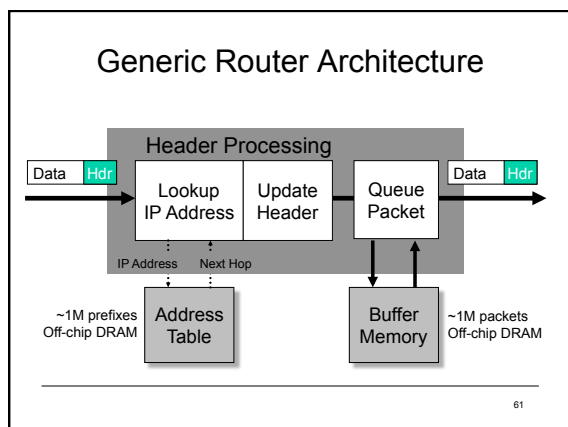 Generic Router Architecture
Header Processing
Data Hdr
Lookup
IP Address
Update
Header
Queue
Packet
Data Hdr
IP Address
Next Hop
~1M prefixes
Off-chip DRAM
Address
Table
Buffer
Memory
~1M packets
Off-chip DRAM
61